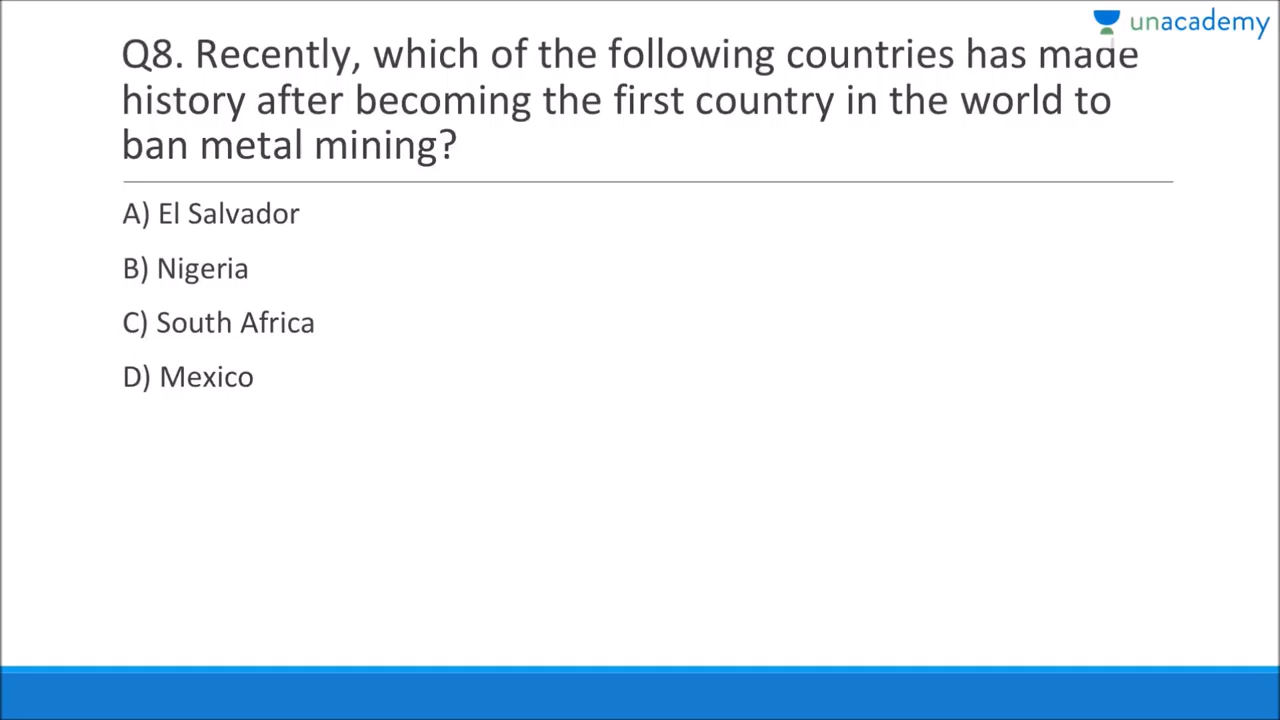 unacademy
Q8. Recently, which of the following countries has made
history after becoming the first country in the world to
ban metal mining?
A) El Salvador
B) Nigeria
C) South Africa
D) Mexico